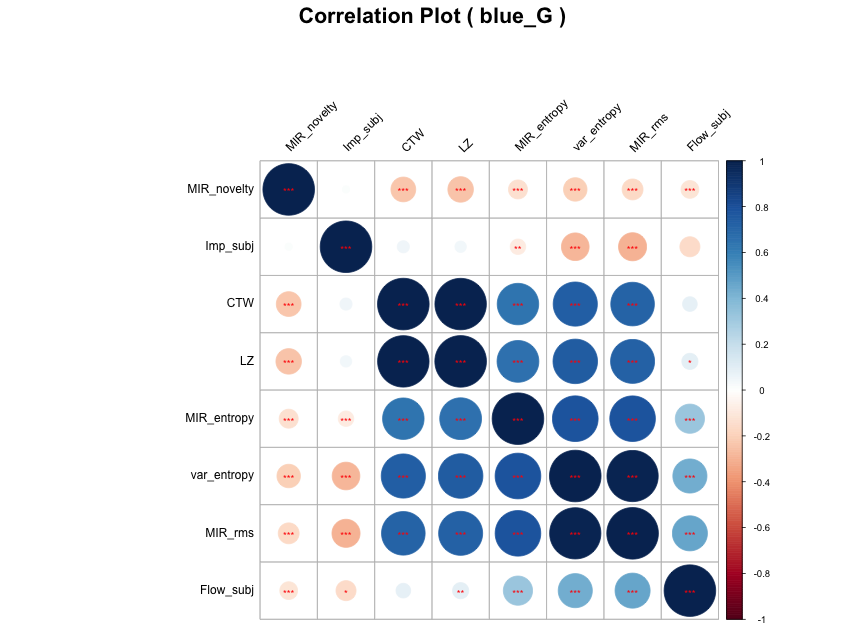 Correlation Plot ( blue_G )
MIR_novelty Imp_subj CTW LZ MIR_entropy var_entropy MIR_rms Flow_subj
MIR_novelty *** *** *** *** *** *** *** 1
Imp_subj *** ** *** *** 0.8
CTW *** *** *** *** *** *** 0.6
LZ *** *** *** *** *** *** * 0.4
0.2
MIR_entropy *** *** *** *** *** *** *** *** 0
-0.2
var_entropy *** *** *** *** *** *** *** *** -0.4
MIR_rms *** *** *** *** *** *** *** *** -0.6
Flow_subj *** * ** *** *** *** *** -0.8
-1